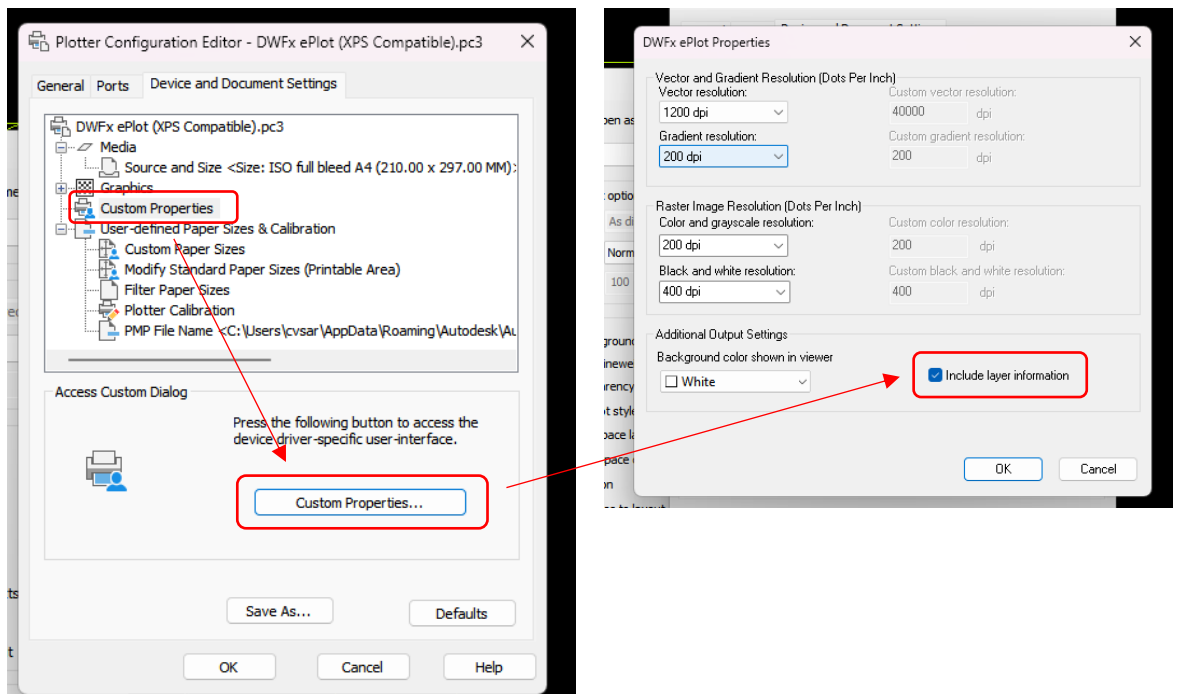 Plotter Configuration Editor - DWFx ePlot (XPS Compatible).pc3
General Ports Device and Document Settings
DWFx ePlot (XPS Compatible).pc3
Media
Source and Size <Size: ISO full bleed A4 (210.00 x 297.00 MM)>
Graphics
Custom Properties
User-defined Paper Sizes & Calibration
Custom Paper Sizes
Modify Standard Paper Sizes (Printable Area)
Filter Paper Sizes
Plotter Calibration
PMP File Name <C:\Users\cvsar\AppData\Roaming\Autodesk\Au
Access Custom Dialog
Press the following button to access the
device driver-specific user-interface.
Custom Properties...
Save As... Defaults
OK Cancel Help
DWFx ePlot Properties
Vector and Gradient Resolution (Dots Per Inch)
Vector resolution: Custom vector resolution:
1200 dpi 40000 dpi
Gradient resolution: Custom gradient resolution:
200 dpi 200 dpi
Raster Image Resolution (Dots Per Inch)
Color and grayscale resolution: Custom color resolution:
200 dpi 200 dpi
Black and white resolution: Custom black and white resolution:
400 dpi 400 dpi
Additional Output Settings
Background color shown in viewer
White Include layer information
OK Cancel
As di
Norm
100